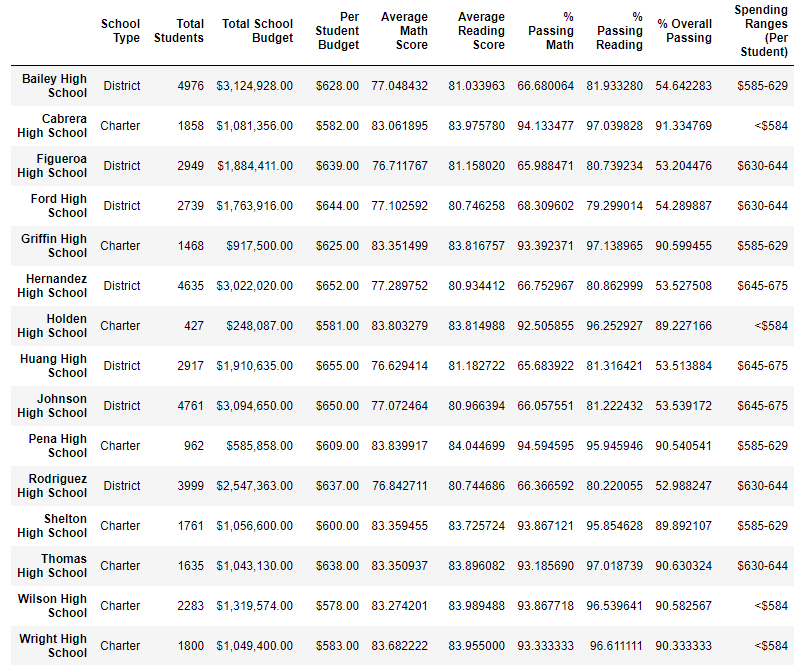 School Type Total Students Total School Budget Per Student Budget Average Math Score Average Reading Score % Passing Math % Passing Reading % Overall Passing Spending Ranges (Per Student)
Bailey High School District 4976 $3,124,928.00 $628.00 77.048432 81.033963 66.680064 81.933280 54.642283 $585-629
Cabrera High School Charter 1858 $1,081,356.00 $582.00 83.061895 83.975780 94.133477 97.039828 91.334769 <$584
Figueroa High School District 2949 $1,884,411.00 $639.00 76.711767 81.158020 65.988471 80.739234 53.204476 $630-644
Ford High School District 2739 $1,763,916.00 $644.00 77.102592 80.746258 68.309602 79.299014 54.289887 $630-644
Griffin High School Charter 1468 $917,500.00 $625.00 83.351499 83.816757 93.392371 97.138965 90.599455 $585-629
Hernandez High School District 4635 $3,022,020.00 $652.00 77.289752 80.934412 66.752967 80.862999 53.527508 $645-675
Holden High School Charter 427 $248,087.00 $581.00 83.803279 83.814988 92.505855 96.252927 89.227166 <$584
Huang High School District 2917 $1,910,635.00 $655.00 76.629414 81.182722 65.683922 81.316421 53.513884 $645-675
Johnson High School District 4761 $3,094,650.00 $650.00 77.072464 80.966394 66.057551 81.222432 53.539172 $645-675
Pena High School Charter 962 $585,858.00 $609.00 83.839917 84.044699 94.594595 95.945946 90.540541 $585-629
Rodriguez High School District 3999 $2,547,363.00 $637.00 76.842711 80.744686 66.366592 80.220055 52.988247 $630-644
Shelton High School Charter 1761 $1,056,600.00 $600.00 83.359455 83.725724 93.867121 95.854628 89.892107 $585-629
Thomas High School Charter 1635 $1,043,130.00 $638.00 83.350937 83.896082 93.185690 97.018739 90.630324 $630-644
Wilson High School Charter 2283 $1,319,574.00 $578.00 83.274201 83.989488 93.867718 96.539641 90.582567 <$584
Wright High School Charter 1800 $1,049,400.00 $583.00 83.682222 83.955000 93.333333 96.611111 90.333333 <$584